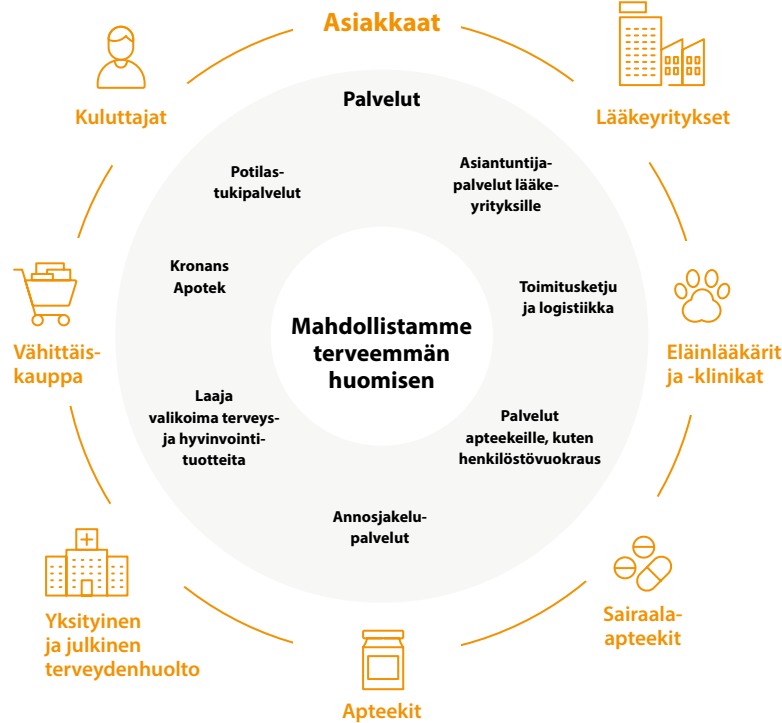 Asiakkaat
Kuluttajat
Lääkeyritykset
Palvelut
Potilas-
tukipalvelut
Asiantuntija-
palvelut lääke-
yrityksille
Kronans
Apotek
Toimitusketju
ja logistiikka
Mahdollistamme
terveemmän
huomisen
Vähittäis-
kauppa
Eläinlääkärit
ja -klinikat
Laaja
valikoima terveys-
ja hyvinvointi-
tuotteita
Palvelut
apteekeille, kuten
henkilöstövuokraus
Annosjakelu-
palvelut
Yksityinen
ja julkinen
terveydenhuolto
Sairaala-
apteekit
Apteekit